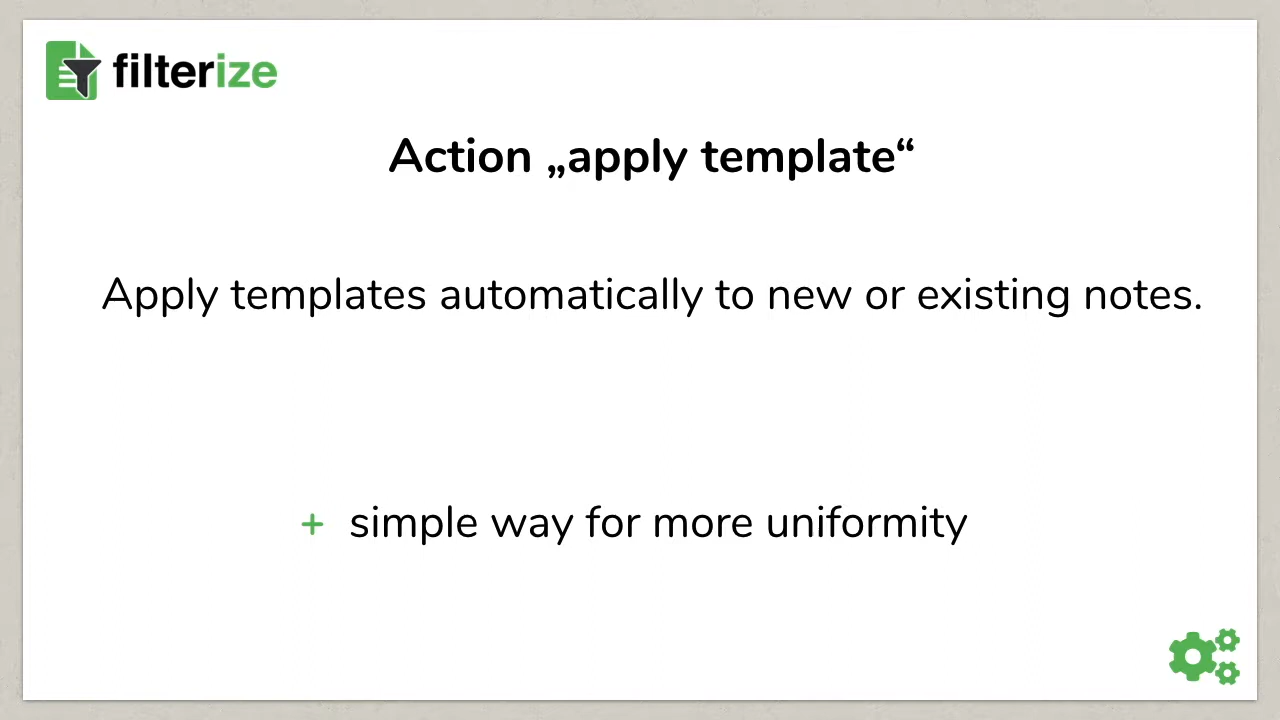 filterize
Action „apply template“
Apply templates automatically to new or existing notes.
+ simple way for more uniformity